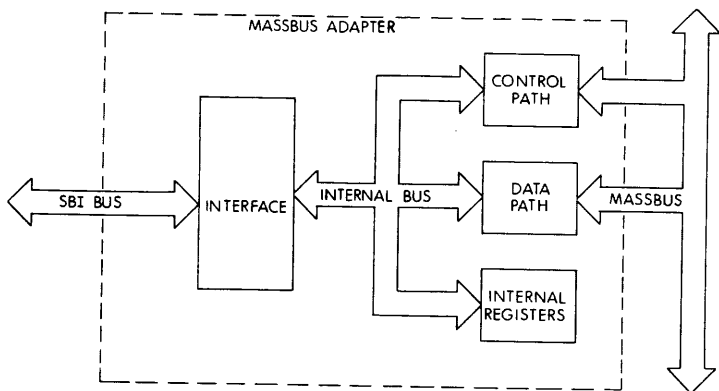 MASSBUS ADAPTER
CONTROL
PATH
SBI BUS
INTERFACE
INTERNAL BUS
DATA
PATH
MASSBUS
INTERNAL
REGISTERS